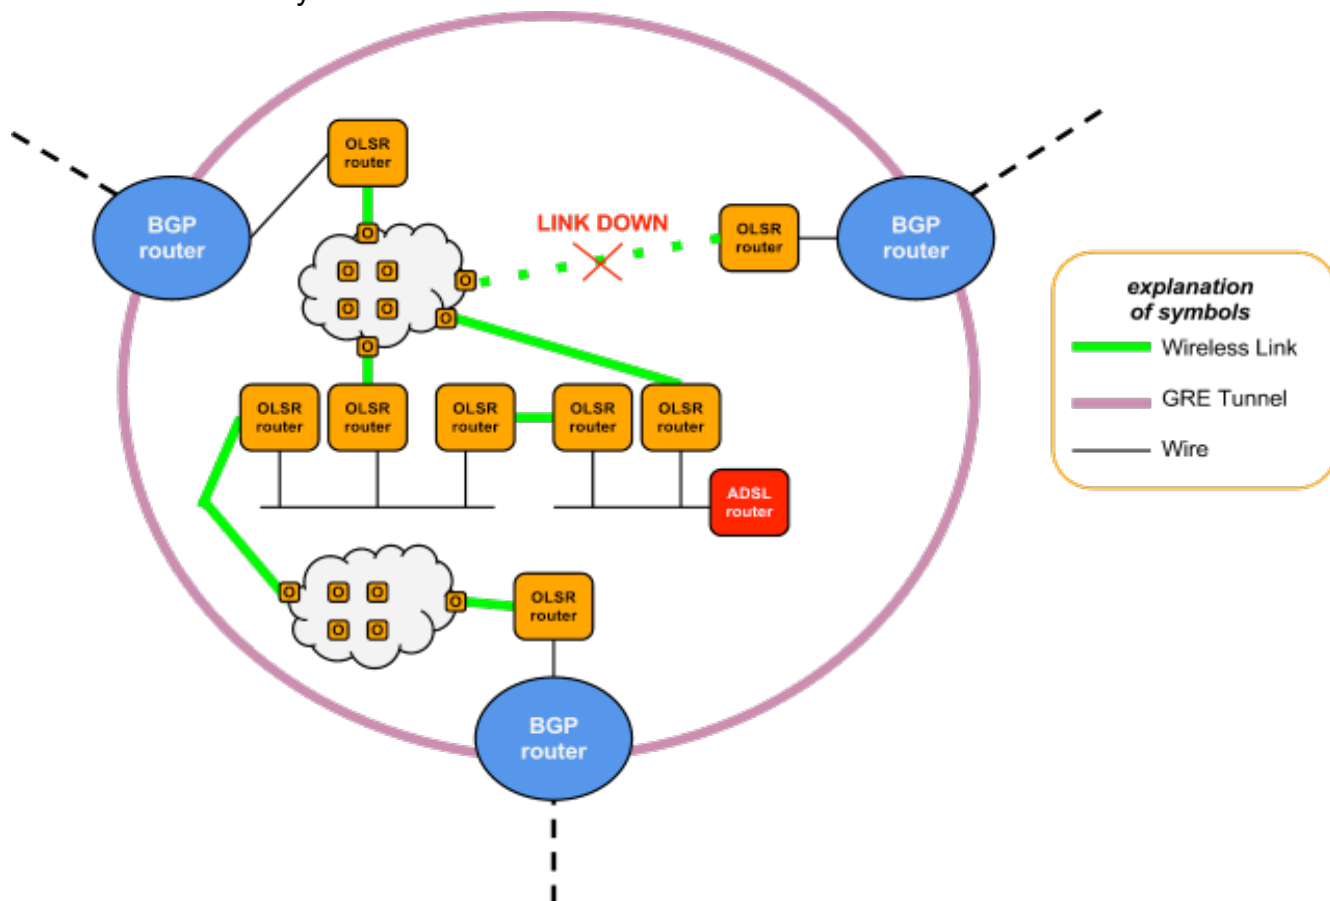 OLSR
router
BGP
router
LINK DOWN
OLSR
router
BGP
router
O
O
O
O
O
O
O
O
explanation
of symbols
Wireless Link
GRE Tunnel
Wire
OLSR
router
OLSR
router
OLSR
router
OLSR
router
OLSR
router
ADSL
router
O
O
O
O
O
O
OLSR
router
BGP
router